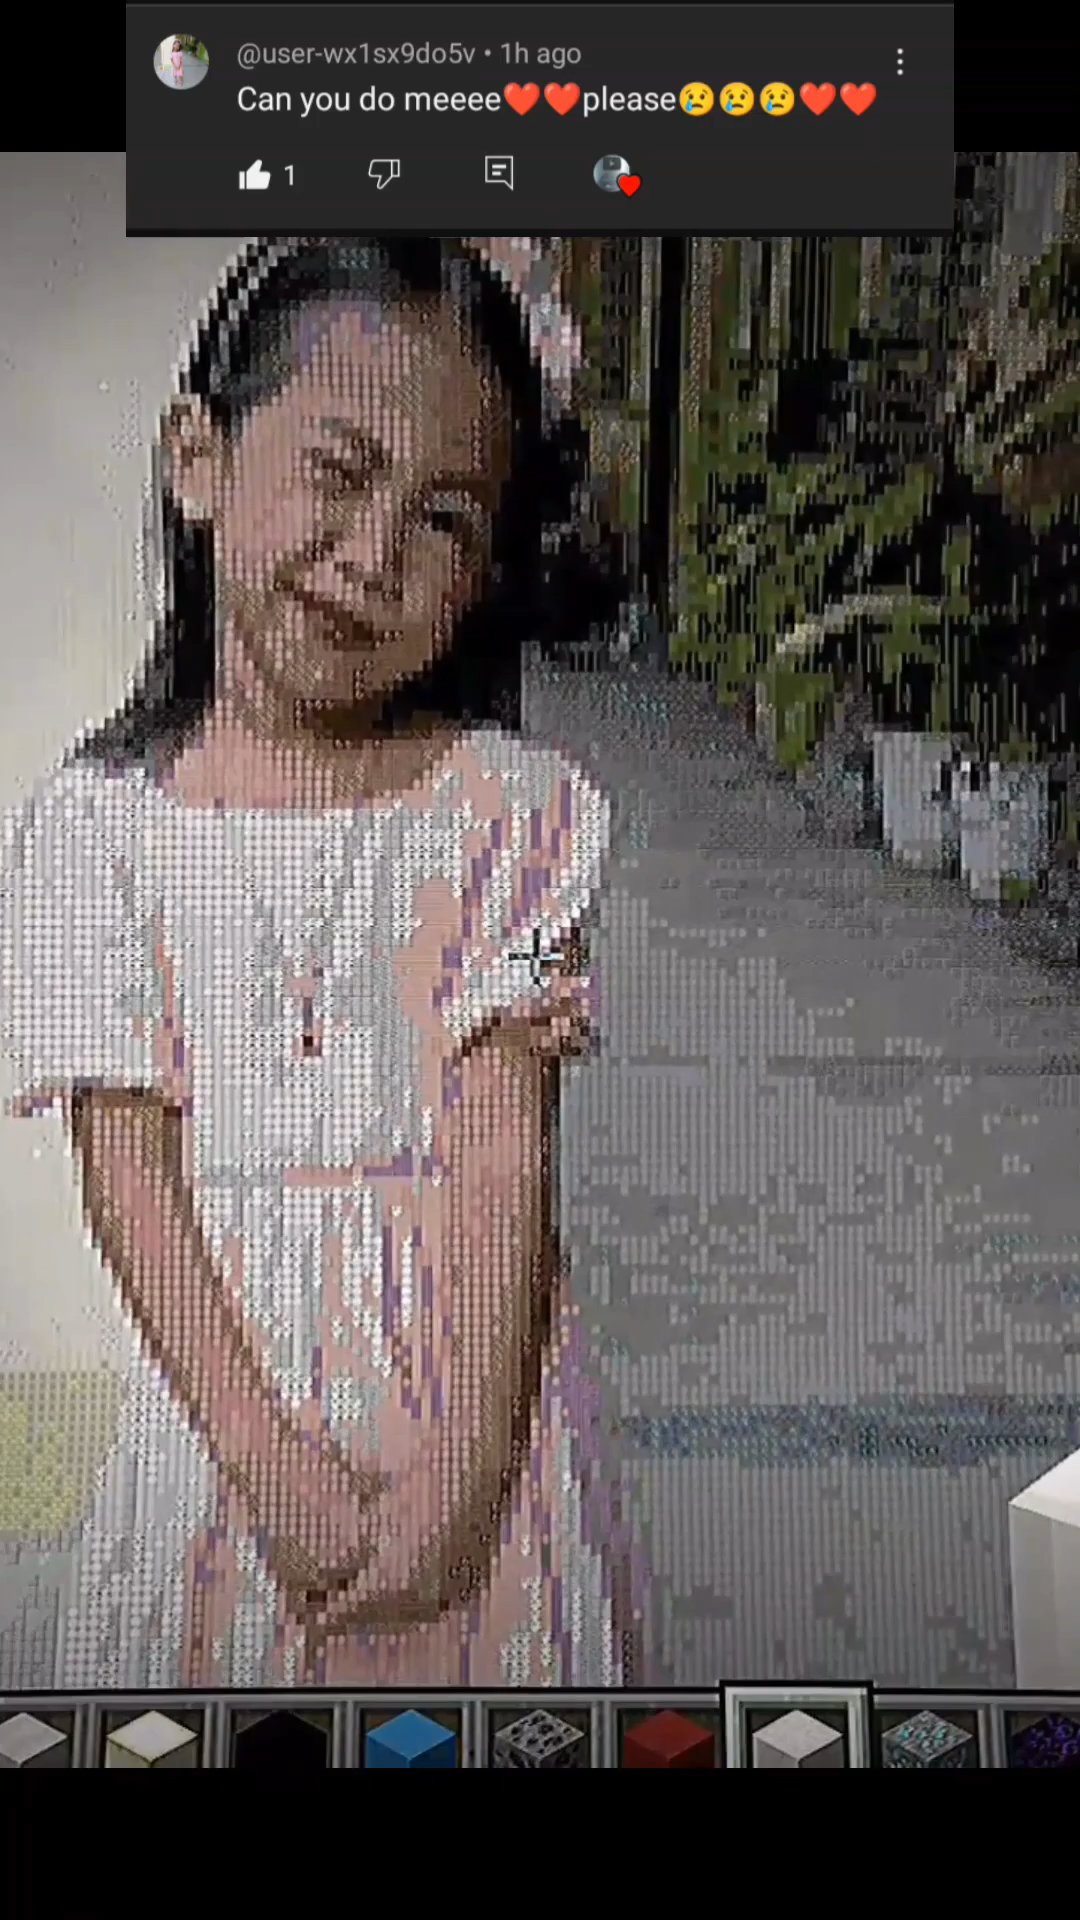 @user-wx1sx9do5v • 1h ago
Can you do meeee❤️❤️please😢😢😢❤️❤️
1